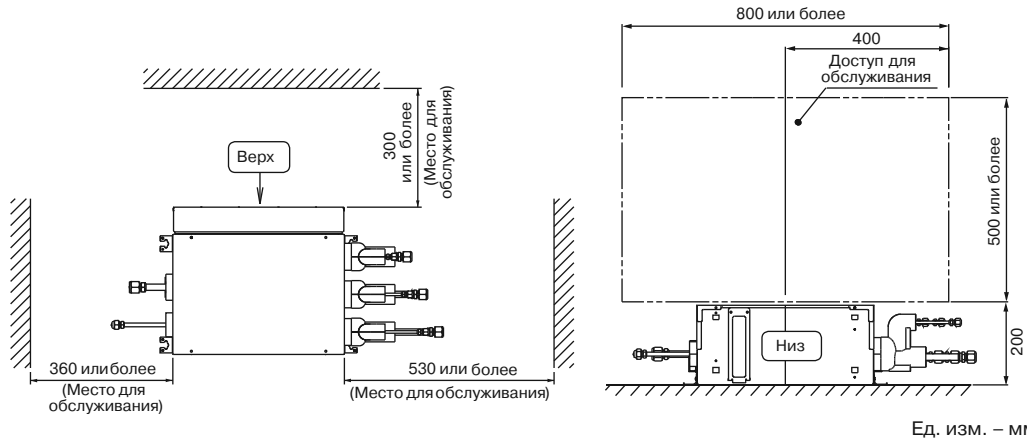 300
или более
(Место для
обслуживания)
Верх
360 или более
(Место для
обслуживания)
530 или более
(Место для обслуживания)
800 или более
400
Доступ для
обслуживания
500 или более
200
Низ
Ед. изм. – мм